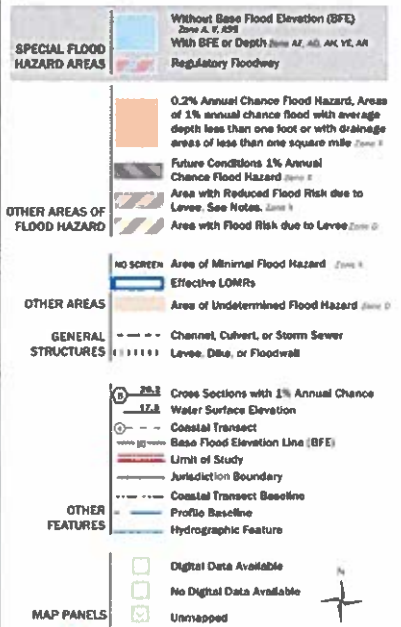 SPECIAL FLOOD
HAZARD AREAS
Without Base Flood Elevation (BFE)
Zone A, V, A99
With BFE or Depth Zone AE, AO, AH, VE, AR
Regulatory Floodway
OTHER AREAS OF
FLOOD HAZARD
0.2% Annual Chance Flood Hazard, Areas
of 1% annual chance flood with average
depth less than one foot or with drainage
areas of less than one square mile Zone X
Future Conditions 1% Annual
Chance Flood Hazard Zone X
Area with Reduced Flood Risk due to
Levee. See Notes. Zone X
Area with Flood Risk due to Levee Zone D
OTHER AREAS
NO SCREEN Area of Minimal Flood Hazard Zone X
Effective LOMRs
Area of Undetermined Flood Hazard Zone D
GENERAL
STRUCTURES
Channel, Culvert, or Storm Sewer
Levee, Dike, or Floodwall
OTHER
FEATURES
B 20.2 Cross Sections with 1% Annual Chance
17.5 Water Surface Elevation
Coastal Transect
Base Flood Elevation Line (BFE)
Limit of Study
Jurisdiction Boundary
Coastal Transect Baseline
Profile Baseline
Hydrographic Feature
MAP PANELS
Digital Data Available
No Digital Data Available
Unmapped
N